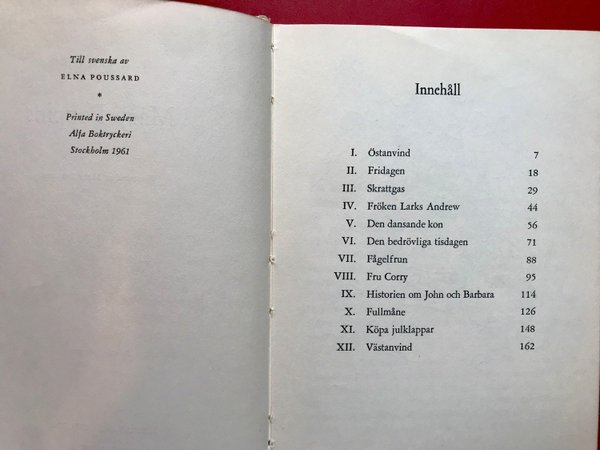 Till svenska av
ELNA POUSSARD
*
Printed in Sweden
Alfa Boktryckeri
Stockholm 1961
Innehåll
I. Östanvind 7
II. Fridagen 18
III. Skrattgas 29
IV. Fröken Larks Andrew 44
V. Den dansande kon 56
VI. Den bedrövliga tisdagen 71
VII. Fågelfrun 88
VIII. Fru Corry 95
IX. Historien om John och Barbara 114
X. Fullmåne 126
XI. Köpa julklappar 148
XII. Västanvind 162